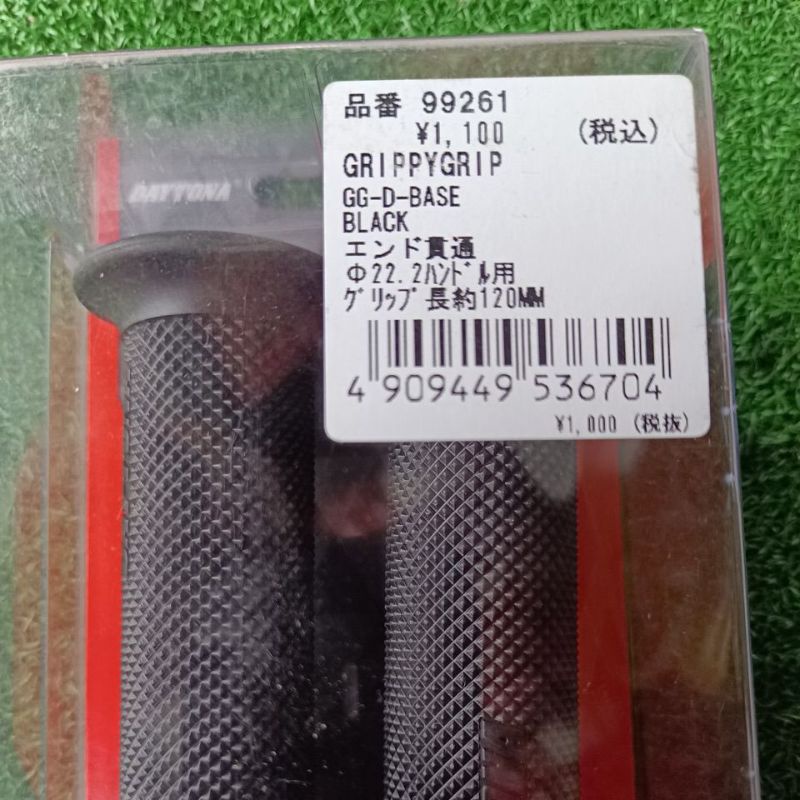 DAYTONA
品番 99261
¥1,100 (税込)
GRIPPYGRIP
GG-D-BASE
BLACK
エンド貫通
Φ22.2ﾊﾝﾄﾞﾙ用
ｸﾞﾘｯﾌﾟ長約120MM
4 909449 536704
¥1,000 (税抜)